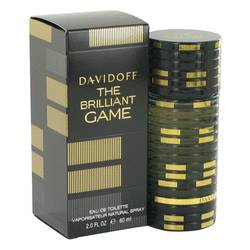 DAVIDOFF
THE
BRILLIANT
GAME
EAU DE TOILETTE
VAPORISATEUR NATURAL SPRAY
2.0 FL. OZ. 60 ml